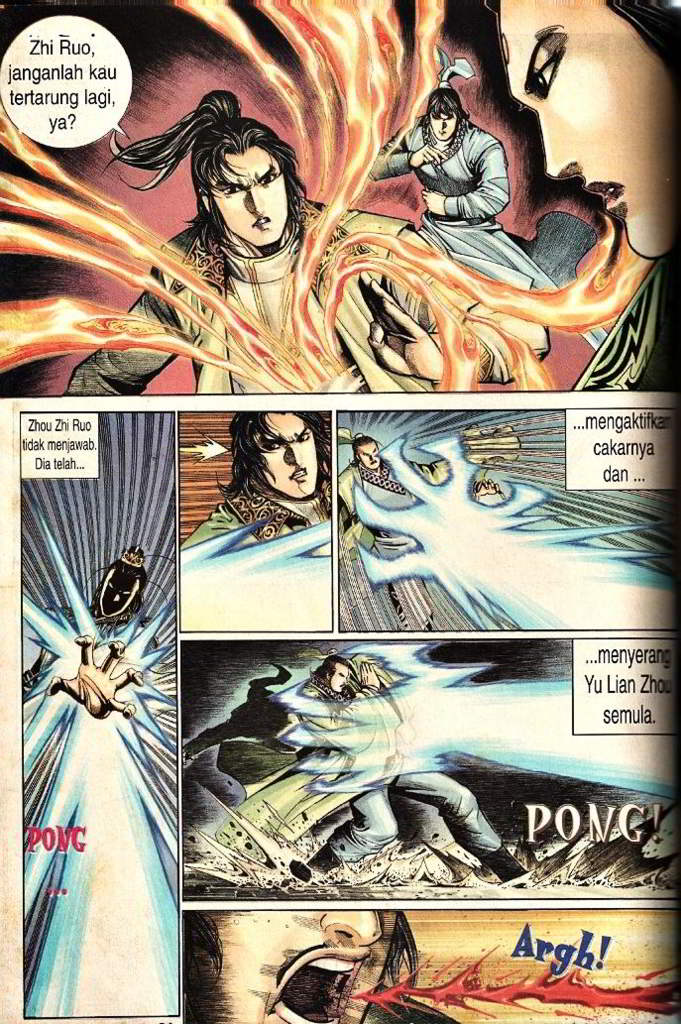 Zhi Ruo,
janganlah kau
tertarung lagi,
ya?
Zhou Zhi Ruo
tidak menjawab.
Dia telah...
...mengaktifkan
cakarnya
dan ...
...menyerang
Yu Lian Zhou
semula.
PONG
...
PONG!
Argh!